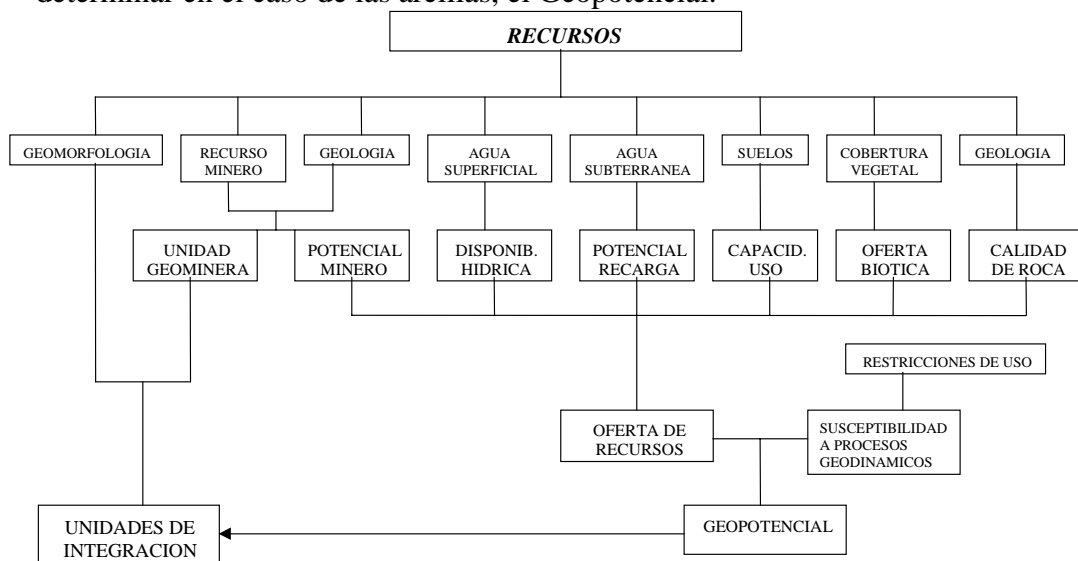 determinar en el caso de las arcillas, el Geopotencial.
RECURSOS
GEOMORFOLOGIA
RECURSO
MINERO
GEOLOGIA
AGUA
SUPERFICIAL
AGUA
SUBTERRANEA
SUELOS
COBERTURA
VEGETAL
GEOLOGIA
UNIDAD
GEOMINERA
POTENCIAL
MINERO
DISPONIB.
HIDRICA
POTENCIAL
RECARGA
CAPACID.
USO
OFERTA
BIOTICA
CALIDAD
DE ROCA
RESTRICCIONES DE USO
OFERTA DE
RECURSOS
SUSCEPTIBILIDAD
A PROCESOS
GEODINAMICOS
UNIDADES DE
INTEGRACION
GEOPOTENCIAL